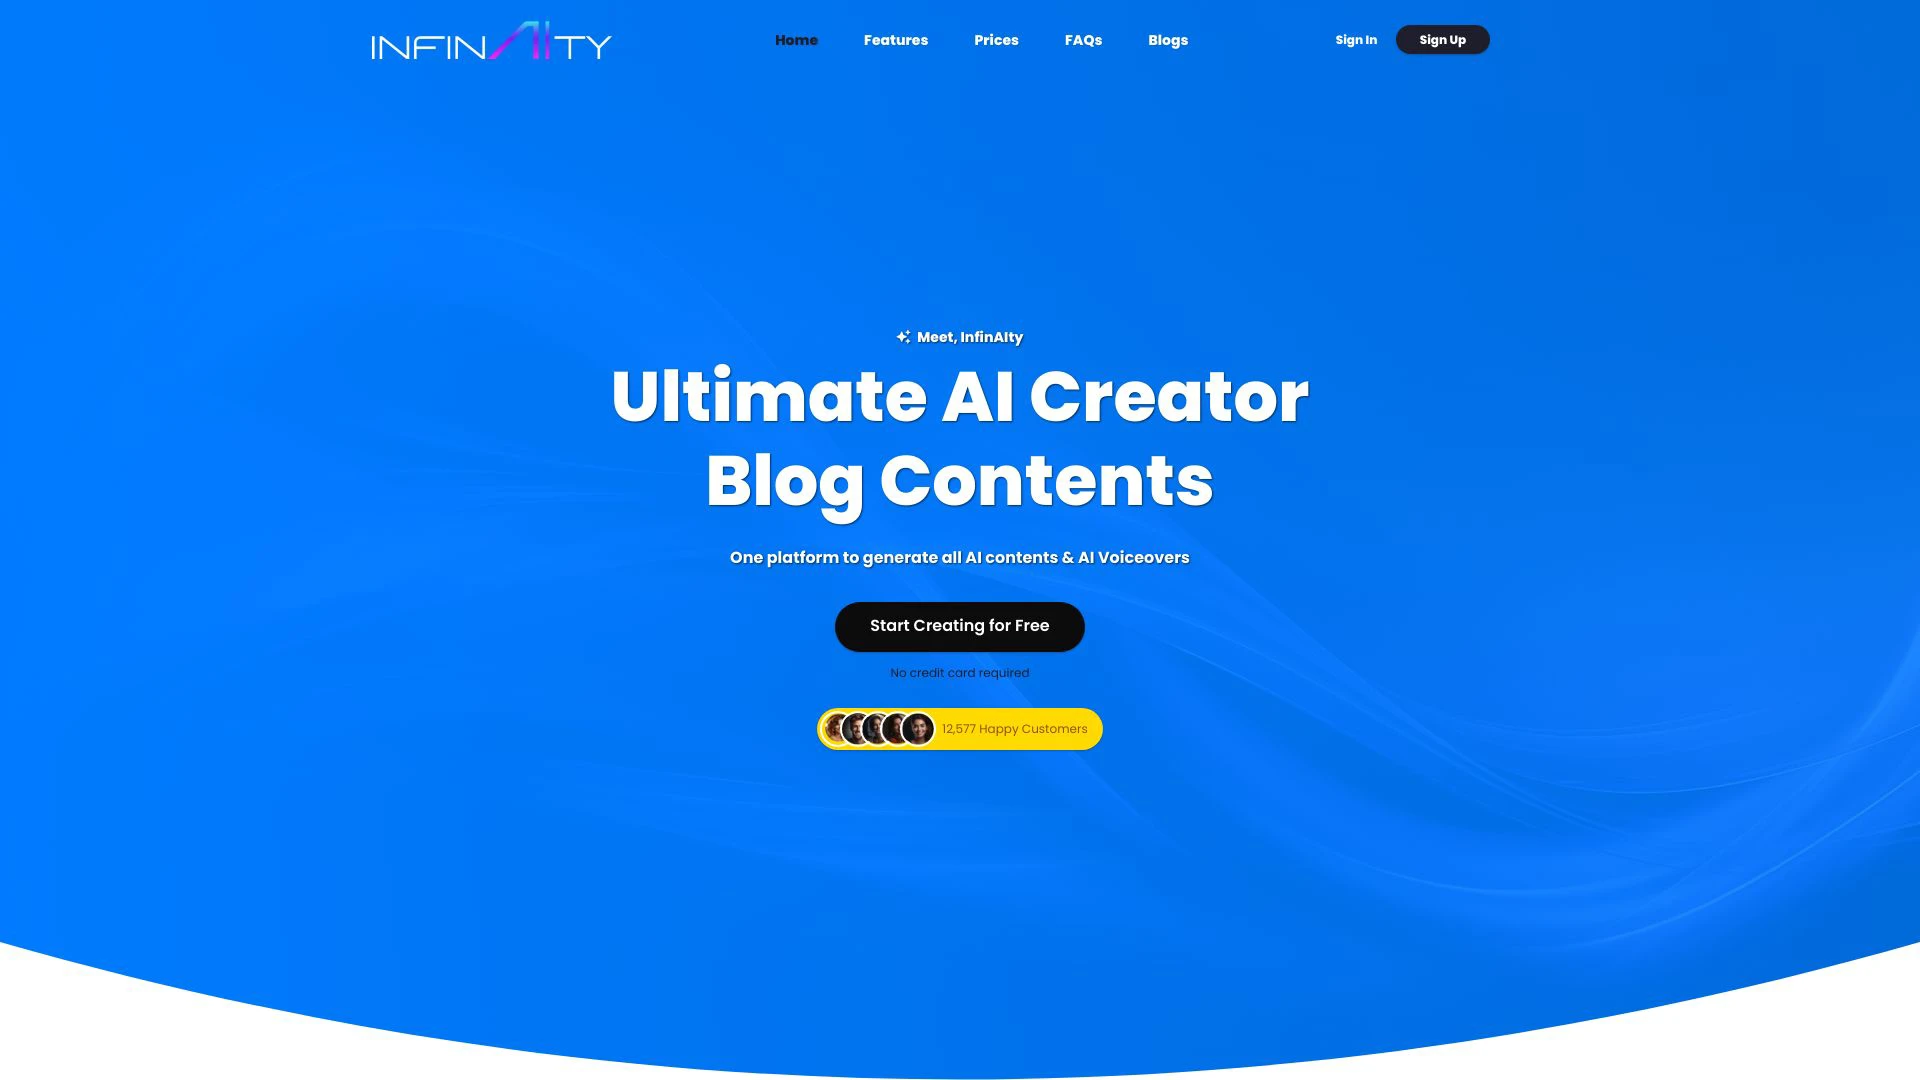 INFINAITY
Home
Features
Prices
FAQs
Blogs
Sign In
Sign Up
Meet, InfinAIty
Ultimate AI Creator
Blog Contents
One platform to generate all AI contents & AI Voiceovers
Start Creating for Free
No credit card required
12,577 Happy Customers